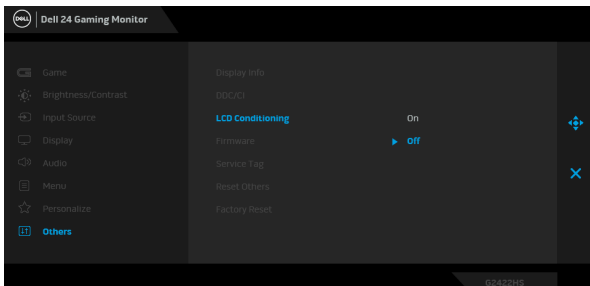 DELL Dell 24 Gaming Monitor
Game
Brightness/Contrast
Input Source
Display
Audio
Menu
Personalize
Others
Display Info
DDC/CI
LCD Conditioning On
Firmware Off
Service Tag
Reset Others
Factory Reset
G2422HS